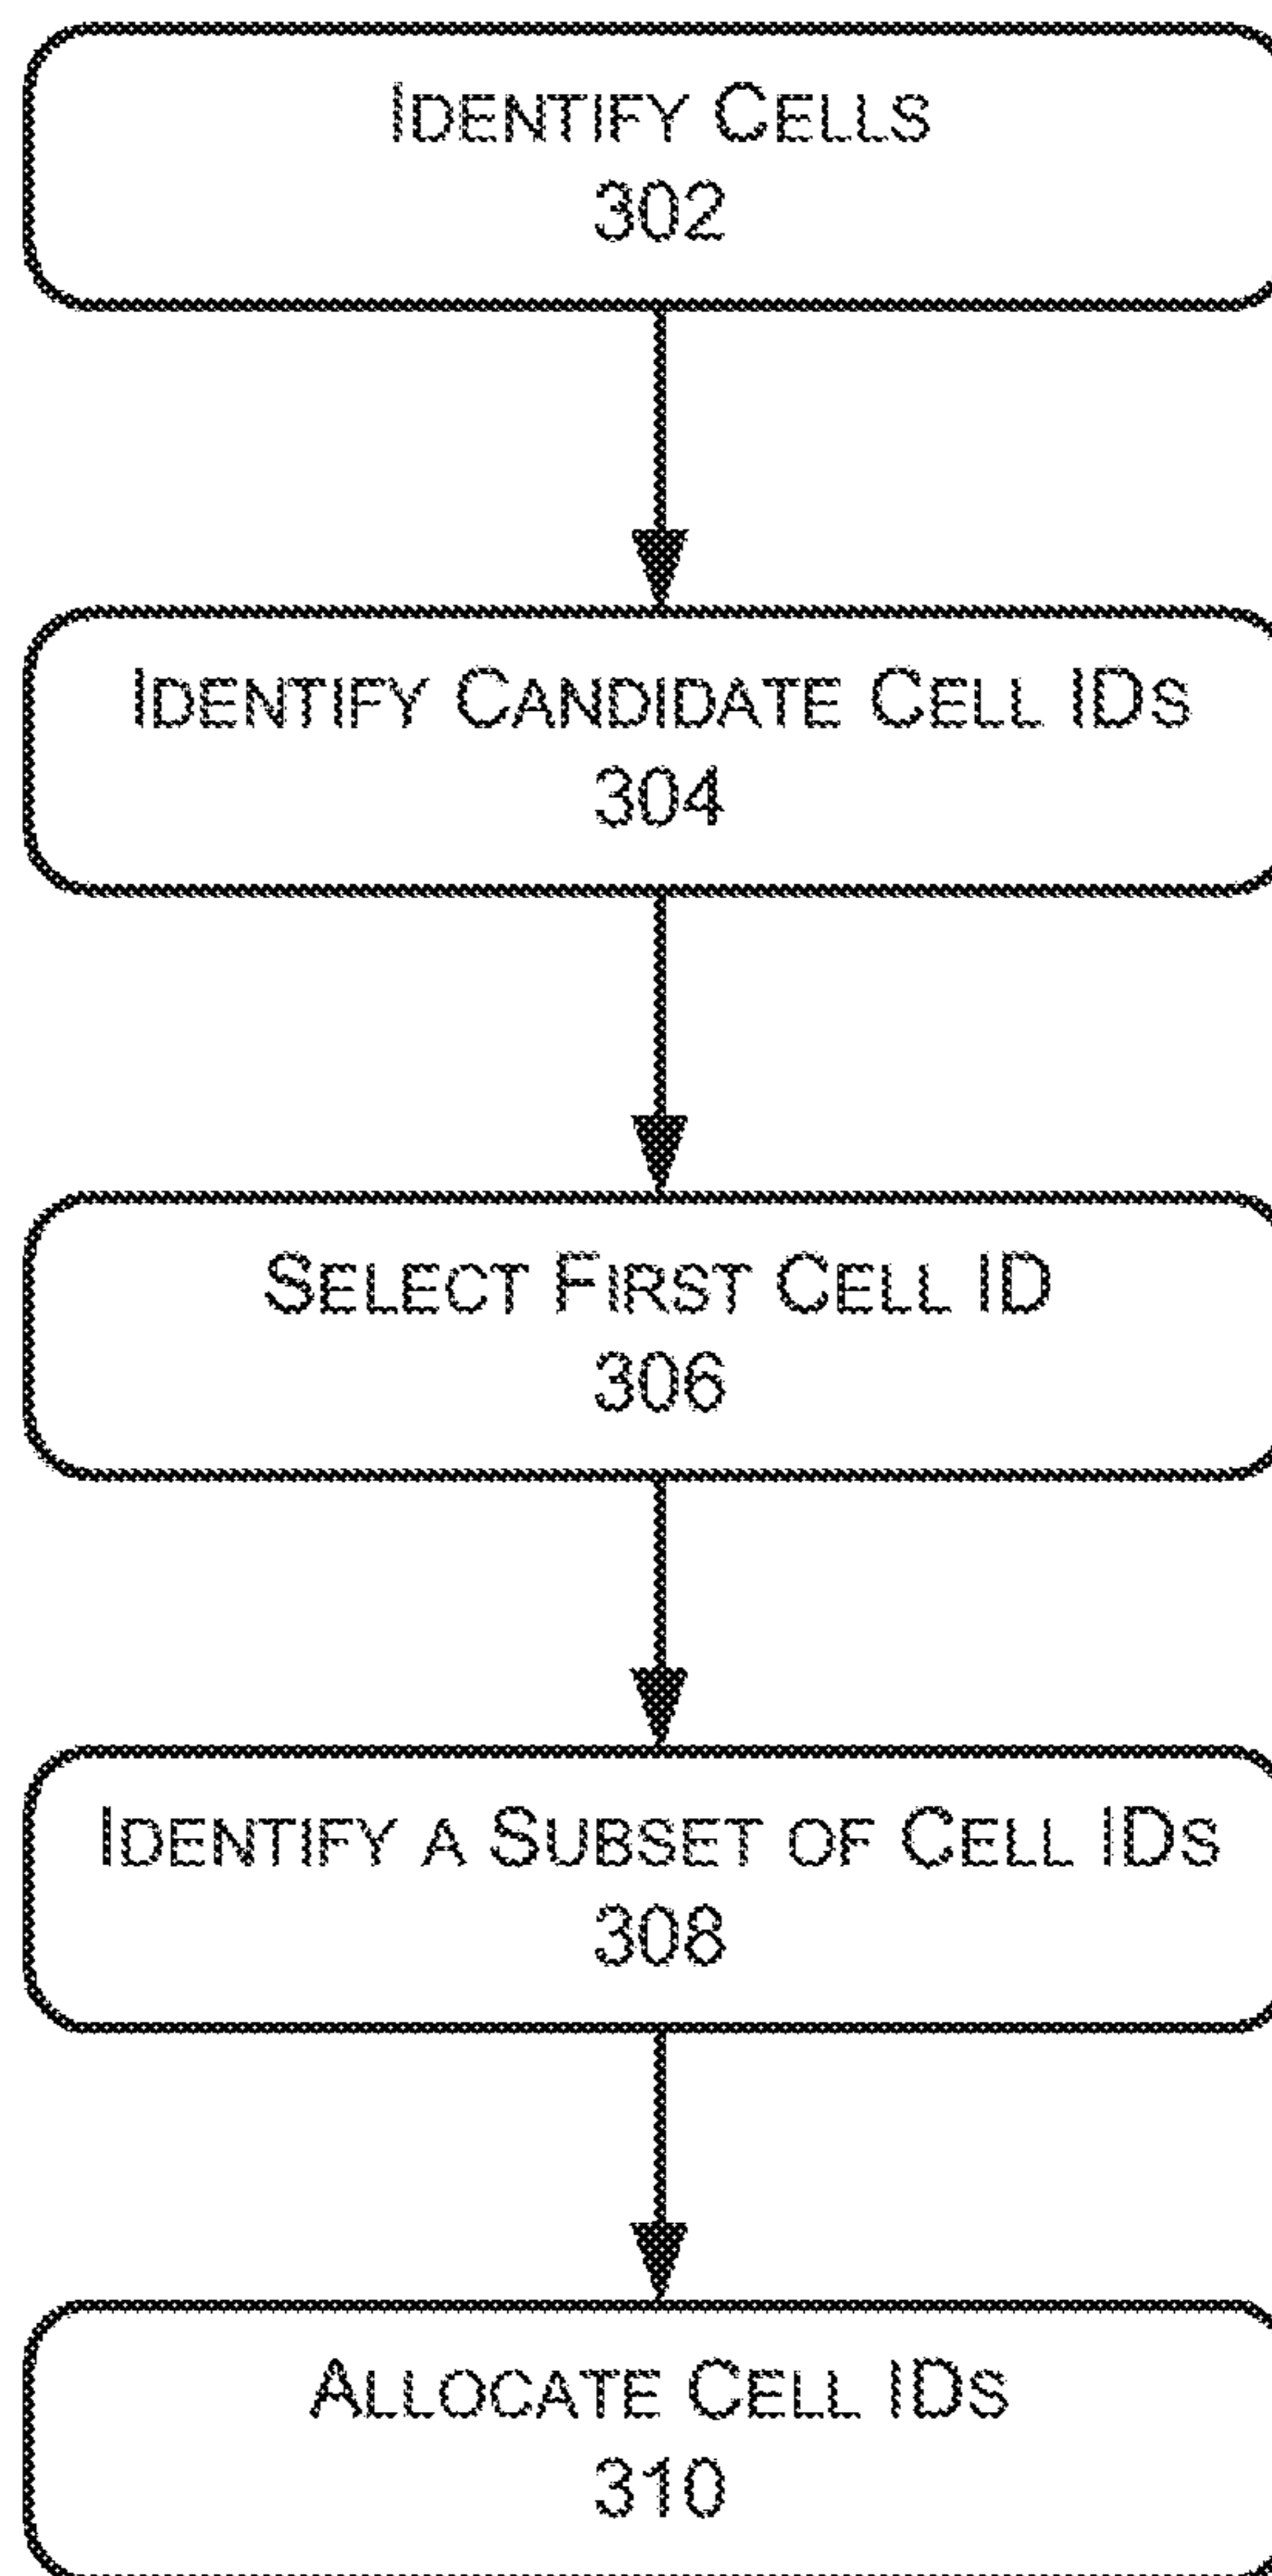 IDENTIFY CELLS
302
IDENTIFY CANDIDATE CELL IDS
304
SELECT FIRST CELL ID
306
IDENTIFY A SUBSET OF CELL IDS
308
ALLOCATE CELL IDS
310